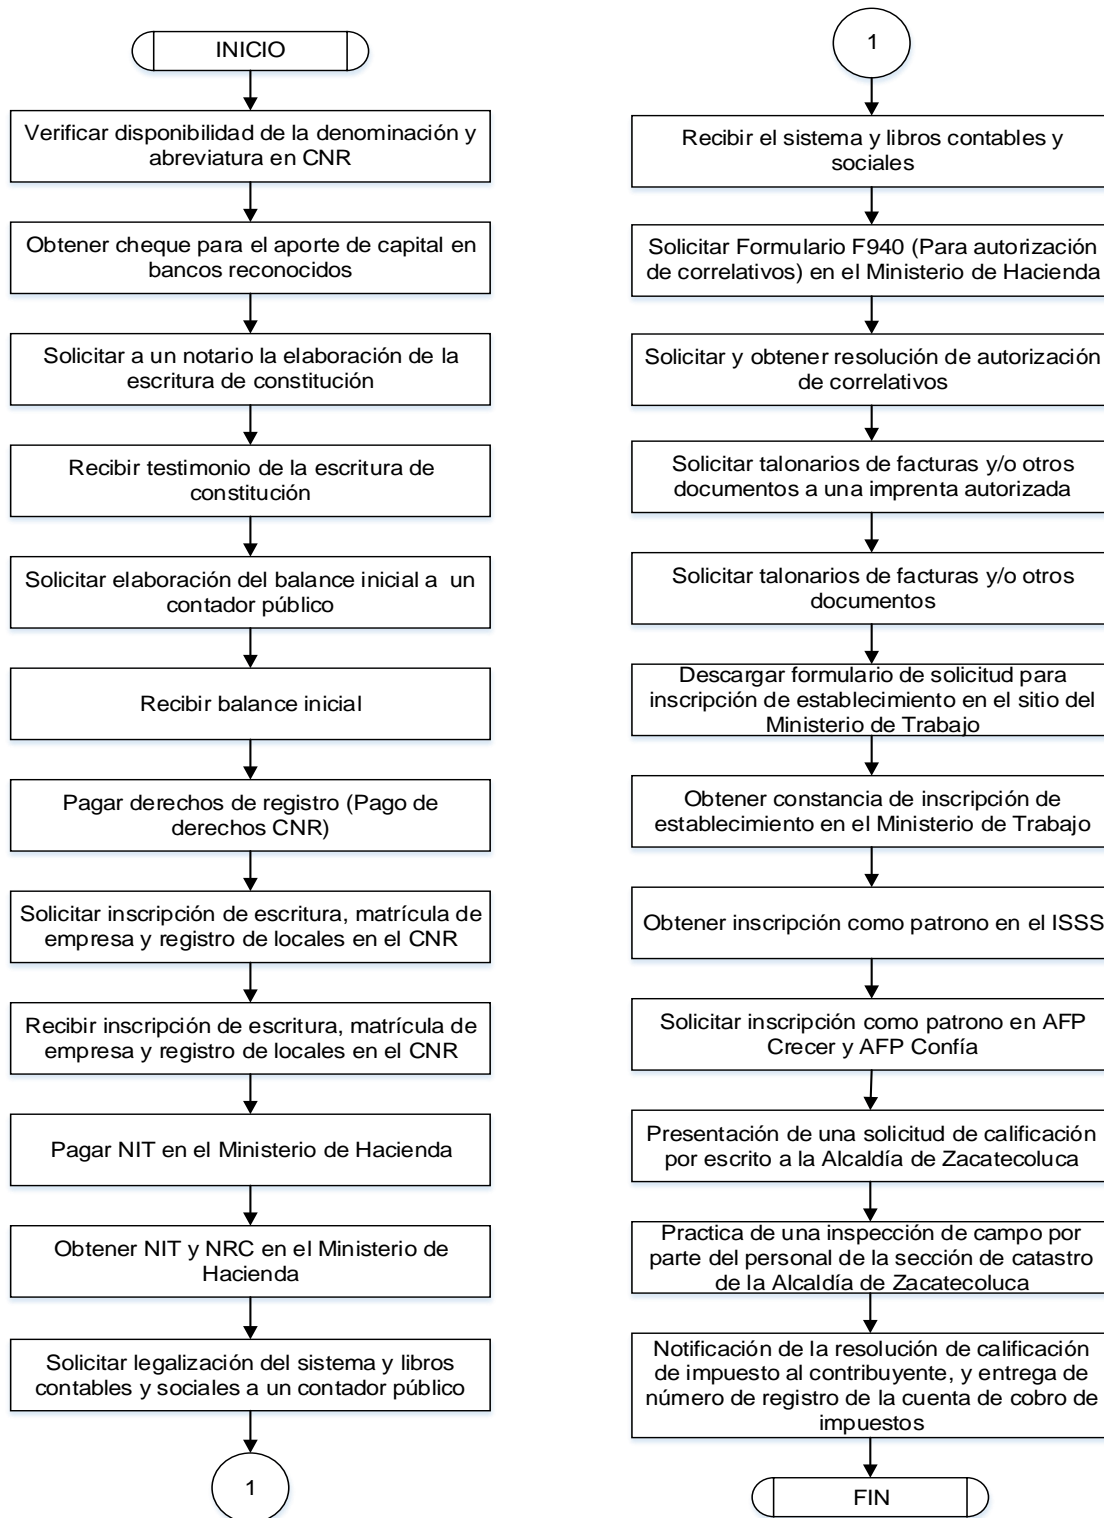 INICIO
Verificar disponibilidad de la denominación y
abreviatura en CNR
Obtener cheque para el aporte de capital en
bancos reconocidos
Solicitar a un notario la elaboración de la
escritura de constitución
Recibir testimonio de la escritura de
constitución
Solicitar elaboración del balance inicial a un
contador público
Recibir balance inicial
Pagar derechos de registro (Pago de
derechos CNR)
Solicitar inscripción de escritura, matrícula de
empresa y registro de locales en el CNR
Recibir inscripción de escritura, matrícula de
empresa y registro de locales en el CNR
Pagar NIT en el Ministerio de Hacienda
Obtener NIT y NRC en el Ministerio de
Hacienda
Solicitar legalización del sistema y libros
contables y sociales a un contador público
1
1
Recibir el sistema y libros contables y
sociales
Solicitar Formulario F940 (Para autorización
de correlativos) en el Ministerio de Hacienda
Solicitar y obtener resolución de autorización
de correlativos
Solicitar talonarios de facturas y/o otros
documentos a una imprenta autorizada
Solicitar talonarios de facturas y/o otros
documentos
Descargar formulario de solicitud para
inscripción de establecimiento en el sitio del
Ministerio de Trabajo
Obtener constancia de inscripción de
establecimiento en el Ministerio de Trabajo
Obtener inscripción como patrono en el ISSS
Solicitar inscripción como patrono en AFP
Crecer y AFP Confía
Presentación de una solicitud de calificación
por escrito a la Alcaldía de Zacatecoluca
Practica de una inspección de campo por
parte del personal de la sección de catastro
de la Alcaldía de Zacatecoluca
Notificación de la resolución de calificación
de impuesto al contribuyente, y entrega de
número de registro de la cuenta de cobro de
impuestos
FIN